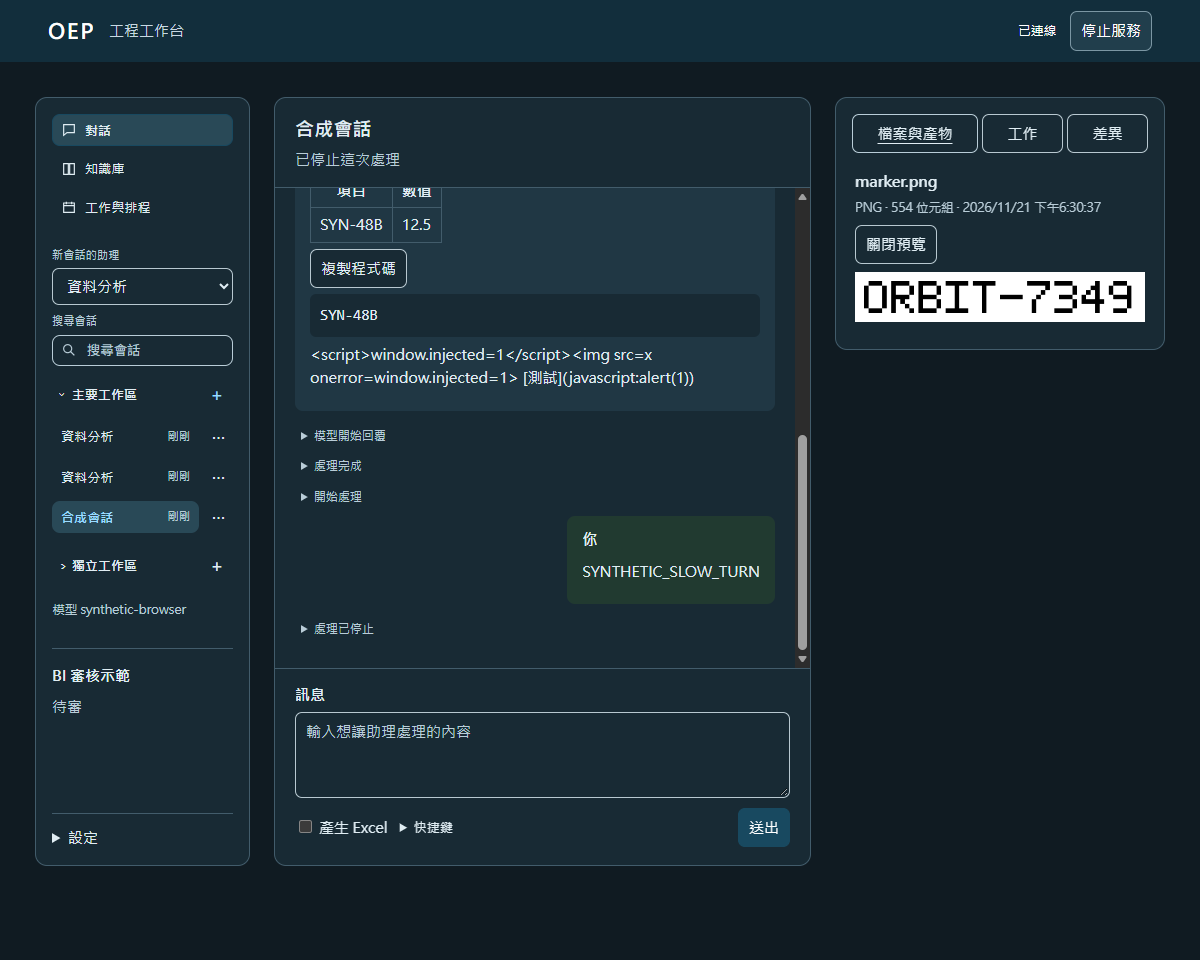 OEP 工程工作台
已連線 停止服務
對話
知識庫
工作與排程
新會話的助理
資料分析
搜尋會話
搜尋會話
主要工作區 +
資料分析 剛剛 ...
資料分析 剛剛 ...
合成會話 剛剛 ...
獨立工作區 +
模型 synthetic-browser
BI 審核示範
待審
設定
合成會話
已停止這次處理
項目 數值
SYN-48B 12.5
複製程式碼
SYN-48B
<script>window.injected=1</script><img src=x
onerror=window.injected=1> [測試](javascript:alert(1))
模型開始回覆
處理完成
開始處理
你
SYNTHETIC_SLOW_TURN
處理已停止
訊息
輸入想讓助理處理的內容
產生 Excel 快捷鍵
送出
檔案與產物 工作 差異
marker.png
PNG · 554 位元組 · 2026/11/21 下午6:30:37
關閉預覽
ORBIT-7349